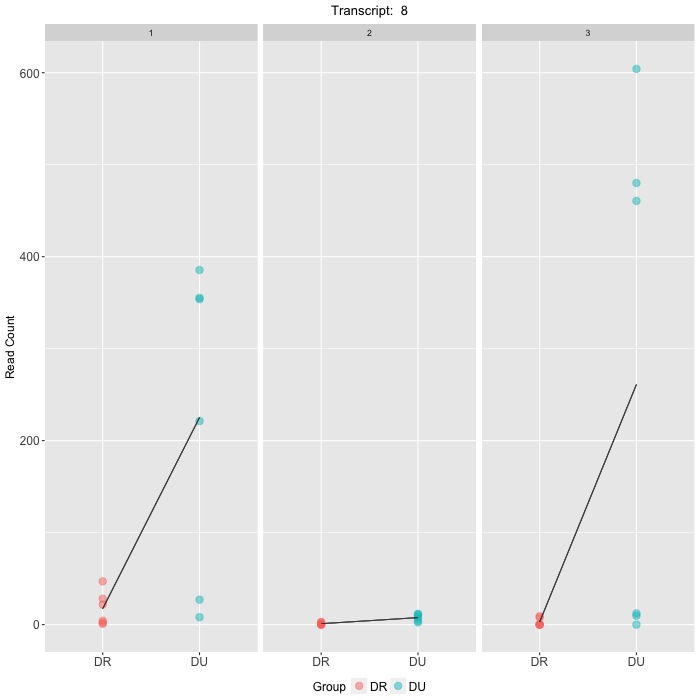 Transcript: 8
1 2 3
Read Count
600
400
200
0
DR DU DR DU DR DU
Group DR DU